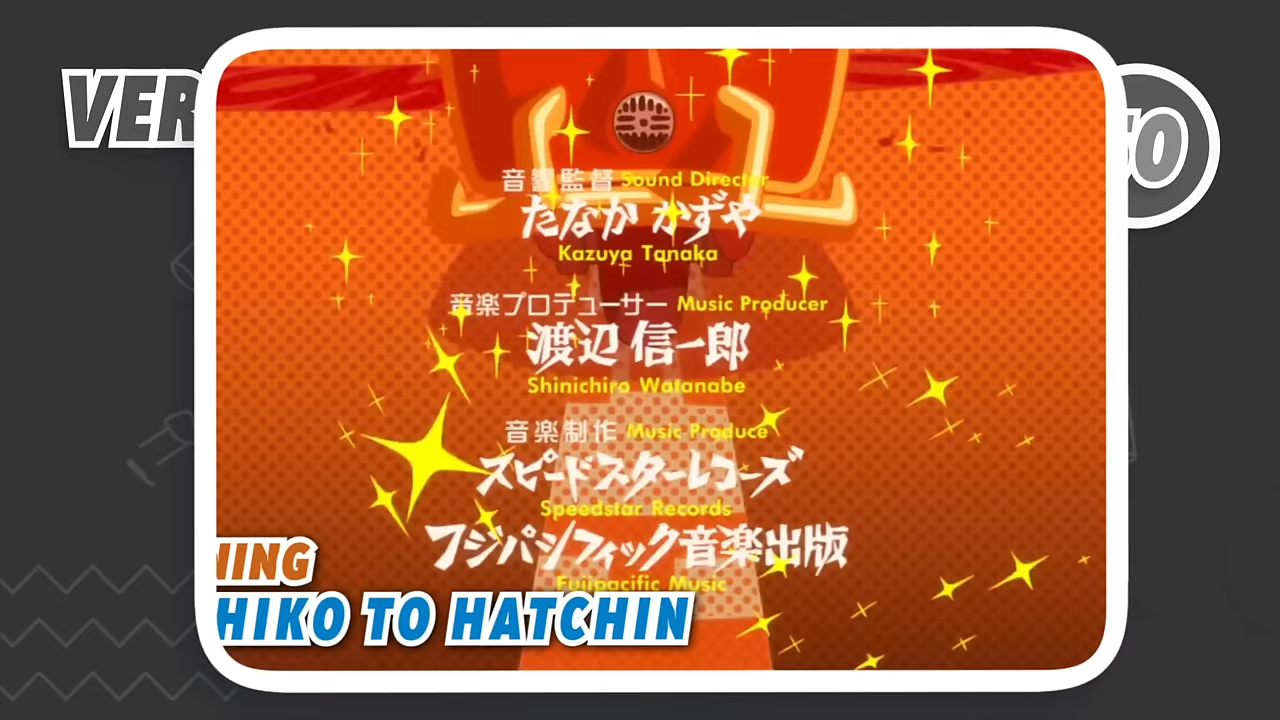 VER
音響監督 Sound Director
たなか かずや
Kazuya Tanaka
音楽プロデューサー Music Producer
渡辺 信一郎
Shinichiro Watanabe
音楽制作 Music Produce
スピードスターレコーズ
Speedstar Records
フジパシフィック音楽出版
Fujipacific Music
NING
HIKO TO HATCHIN